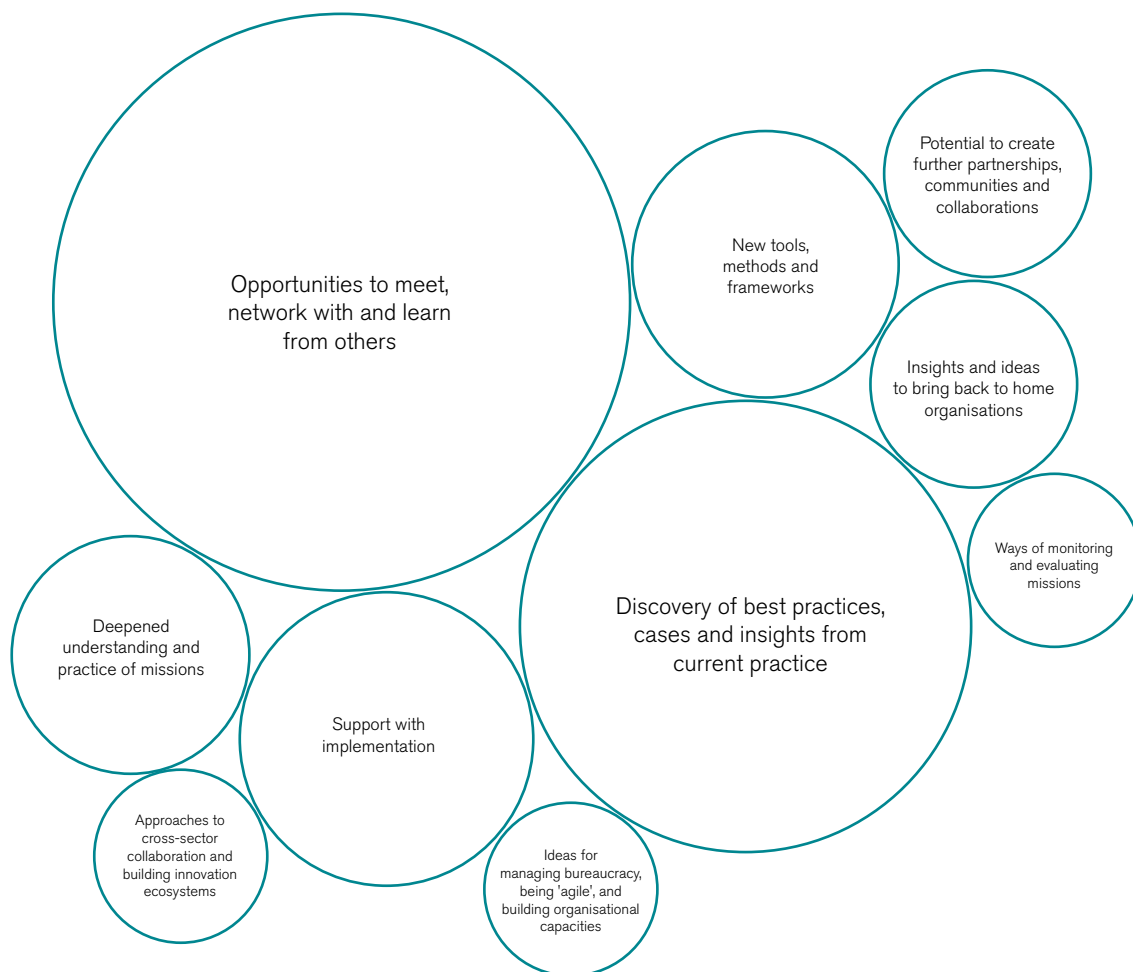 Potential to create
further partnerships,
communities and
collaborations
New tools,
methods and
frameworks
Opportunities to meet,
network with and learn
from others
Insights and ideas
to bring back to home
organisations
Ways of monitoring
and evaluating
missions
Discovery of best practices,
cases and insights from
current practice
Deepened
understanding and
practice of missions
Support with
implementation
Approaches to
cross-sector
collaboration and
building innovation
ecosystems
Ideas for
managing bureaucracy,
being 'agile', and
building organisational
capacities